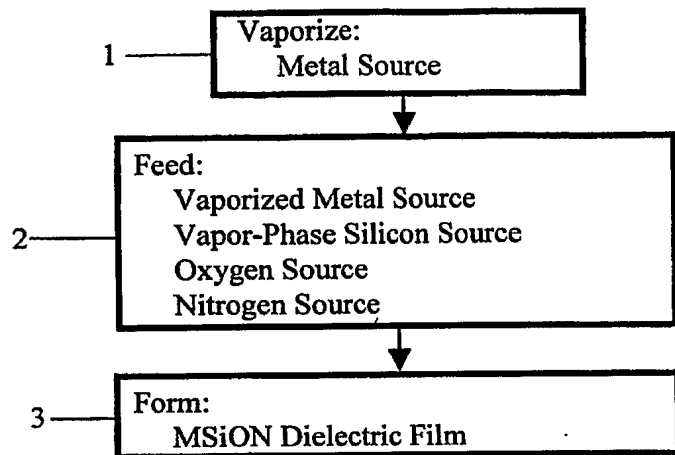 1
Vaporize:
Metal Source
2
Feed:
Vaporized Metal Source
Vapor-Phase Silicon Source
Oxygen Source
Nitrogen Source
3
Form:
MSiON Dielectric Film